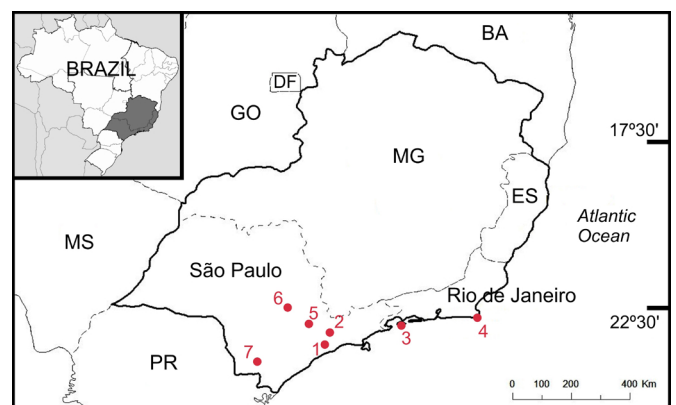 BRAZIL
BA
DF
GO
17º30'
MG
ES
Atlantic
Ocean
MS
São Paulo
6
Rio de Janeiro
5
2
22º30'
3
4
1
7
PR
0 100 200 400 Km